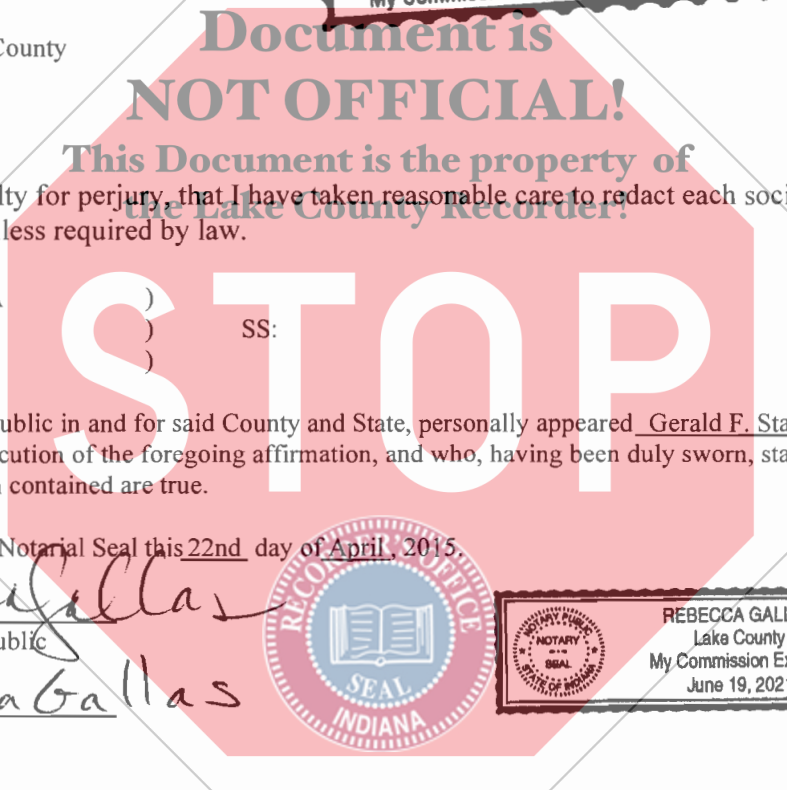 My Commiss
Document is
County
NOT OFFICIAL!
This Document is the property of
lty for perjury, that I have taken reasonable care to redact each soci
the Lake County Recorder!
less required by law.
)
) SS:
)
STOP
ublic in and for said County and State, personally appeared Gerald F. Sta
cution of the foregoing affirmation, and who, having been duly sworn, sta
contained are true.
Notarial Seal this 22nd day of April, 2015.
RECORDER'S OFFICE
SEAL
INDIANA
Gallas
ublic
a Gallas
NOTARY PUBLIC
NOTARY
SEAL
STATE OF INDIANA
REBECCA GALL
Lake County
My Commission Ex
June 19, 202